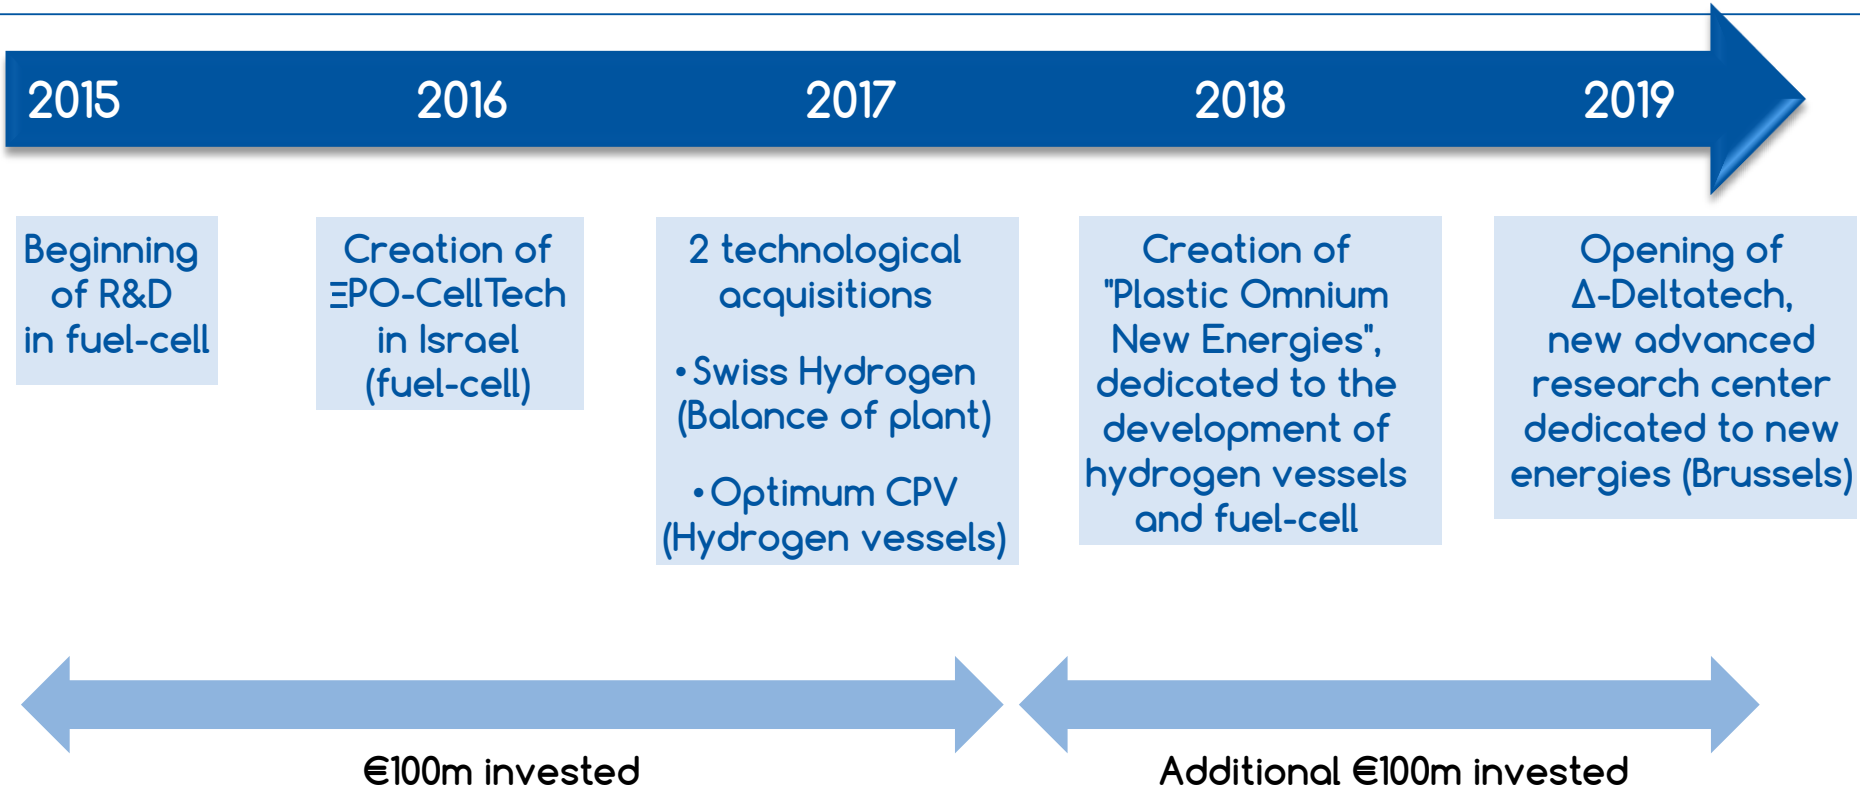 2015
2016
2017
2018
2019
Beginning
of R&D
in fuel-cell
Creation of
ΞPO-CellTech
in Israel
(fuel-cell)
2 technological
acquisitions
• Swiss Hydrogen
(Balance of plant)
• Optimum CPV
(Hydrogen vessels)
Creation of
"Plastic Omnium
New Energies",
dedicated to the
development of
hydrogen vessels
and fuel-cell
Opening of
Δ-Deltatech,
new advanced
research center
dedicated to new
energies (Brussels)
€100m invested
Additional €100m invested